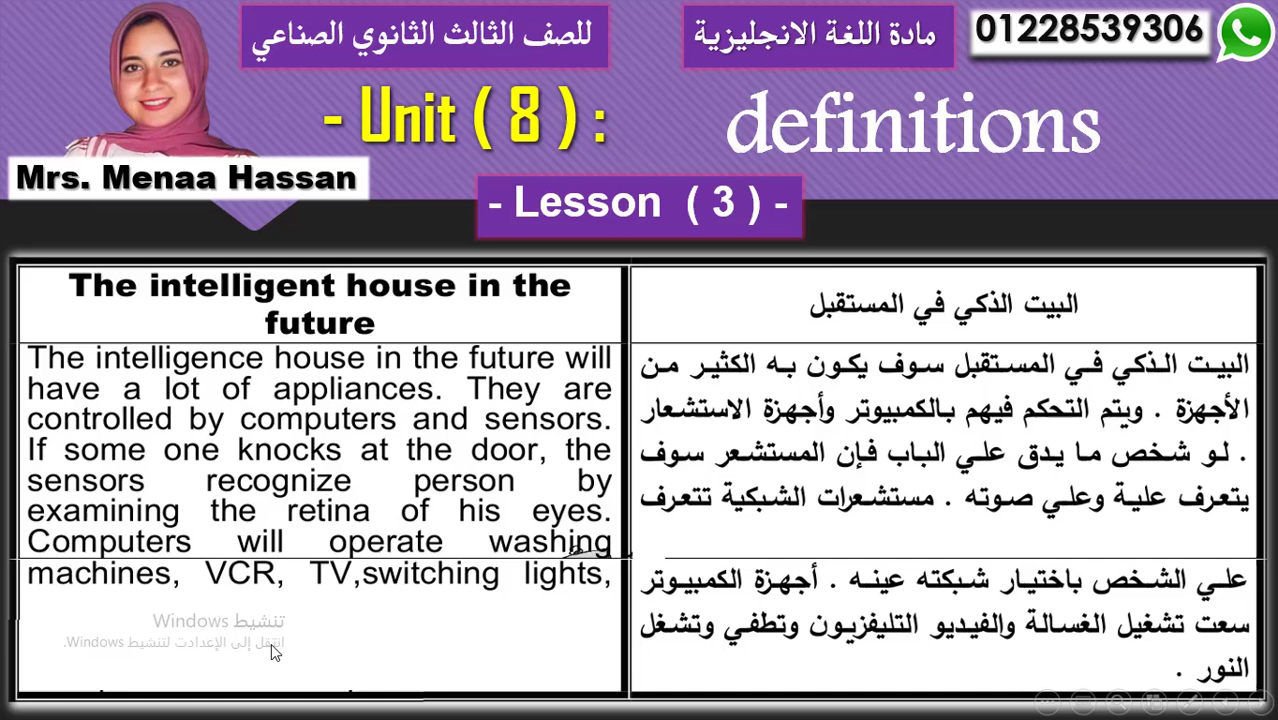 للصف الثالث الثانوي الصناعي
مادة اللغة الانجليزية
01228539306
- Unit ( 8 ) :
definitions
Mrs. Menaa Hassan
- Lesson ( 3 ) -
The intelligent house in the
future
The intelligence house in the future will
have a lot of appliances. They are
controlled by computers and sensors.
If some one knocks at the door, the
sensors recognize person by
examining the retina of his eyes.
Computers will operate washing
machines, VCR, TV,switching lights,
البيت الذكي في المستقبل
البيت الذكي في المستقبل سوف يكون به الكثير من
الأجهزة . ويتم التحكم فيهم بالكمبيوتر وأجهزة الاستشعار
. لو شخص ما يدق علي الباب فإن المستشعر سوف
يتعرف علية وعلي صوته . مستشعرات الشبكية تتعرف
علي الشخص باختيار شبكته عينه . أجهزة الكمبيوتر
سعت تشغيل الغسالة والفيديو التليفزيون وتطفي وتشغل
النور .
تنشيط Windows
انتقل إلى الإعدادت لتنشيط Windows.